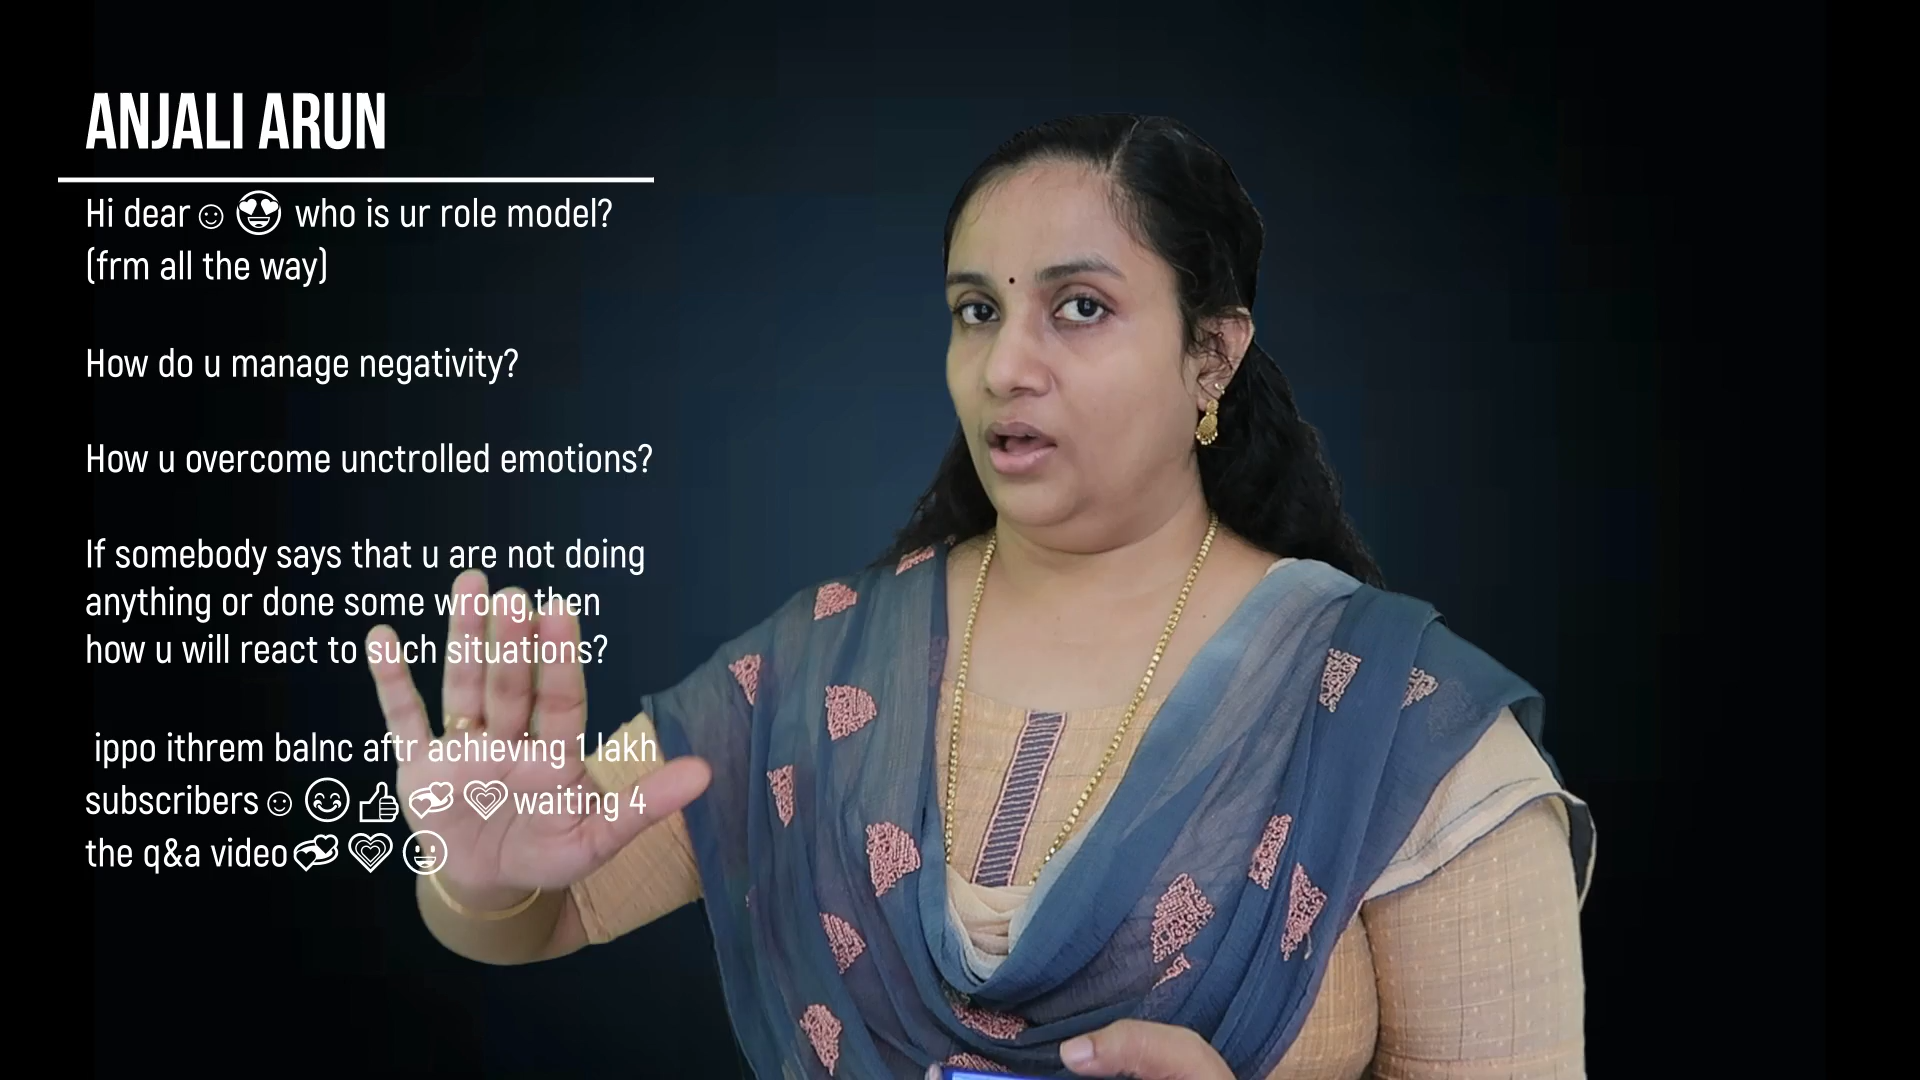 ANJALI ARUN
Hi dear☺😍 who is ur role model?
(frm all the way)
How do u manage negativity?
How u overcome unctrolled emotions?
If somebody says that u are not doing
anything or done some wrong,then
how u will react to such situations?
ippo ithrem balnc aftr achieving 1 lakh
subscribers☺😊👍💞💗waiting 4
the q&a video💞💗😀